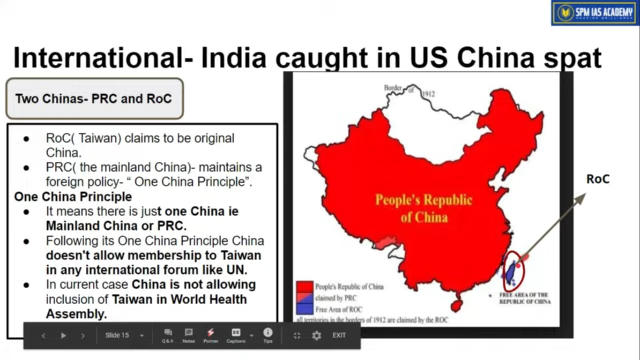 SPM IAS ACADEMY
International- India caught in US China spat
Two Chinas- PRC and RoC
● RoC( Taiwan) claims to be original
China.
● PRC( the mainland China)- maintains a
foreign policy- “ One China Principle”.
One China Principle
● It means there is just one China ie
Mainland China or PRC.
● Following its One China Principle China
doesn't allow membership to Taiwan
in any international forum like UN.
● In current case China is not allowing
inclusion of Taiwan in World Health
Assembly.
Border of 1912
People's Republic
of China
RoC
FREE AREA OF THE
REPUBLIC OF CHINA
People's Republic of China
claimed by PRC
Free Area of ROC
all territories in the borders of 1912 are claimed by the ROC
Slide 15
Q&A
Notes
Pointer
Captions
Tips
EXIT